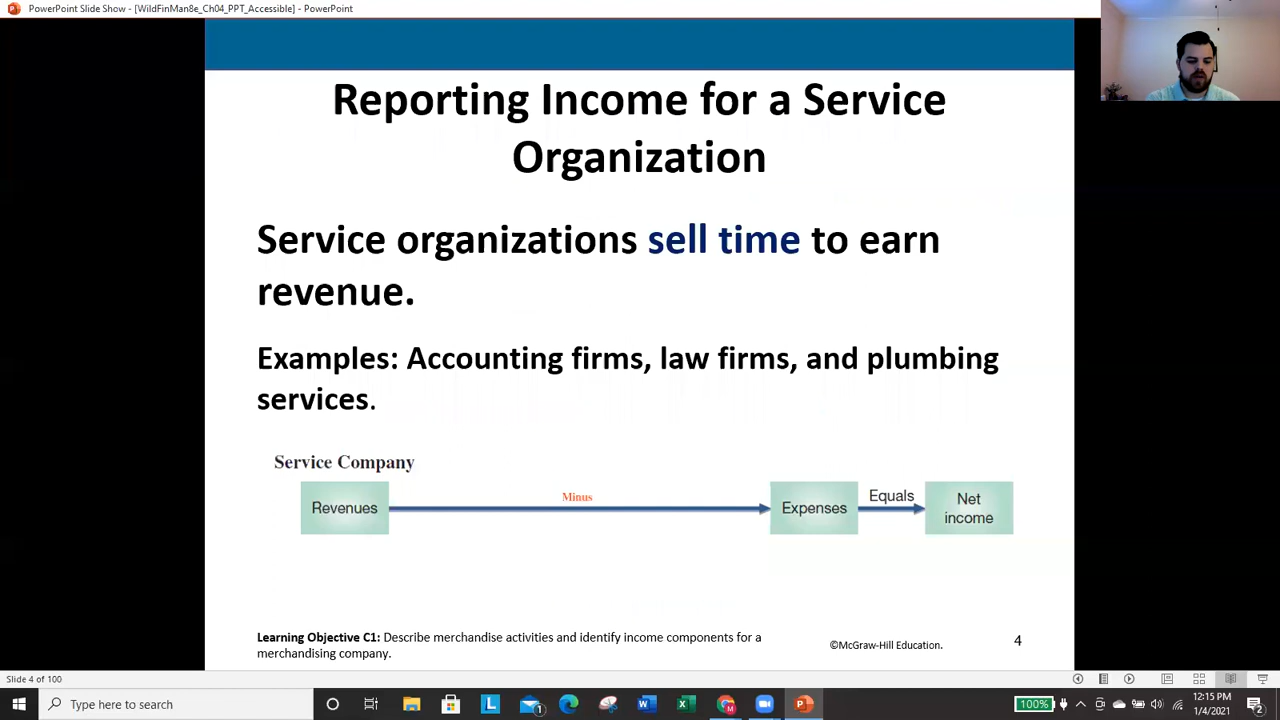 PowerPoint Slide Show - [WildFinMan8e_Ch04_PPT_Accessible] - PowerPoint
Reporting Income for a Service
Organization
Service organizations sell time to earn
revenue.
Examples: Accounting firms, law firms, and plumbing
services.
Service Company
Revenues
Minus
Expenses
Equals
Net
income
Learning Objective C1: Describe merchandise activities and identify income components for a
merchandising company.
©McGraw-Hill Education.
4
Slide 4 of 100
Type here to search
100%
12:15 PM
1/4/2021